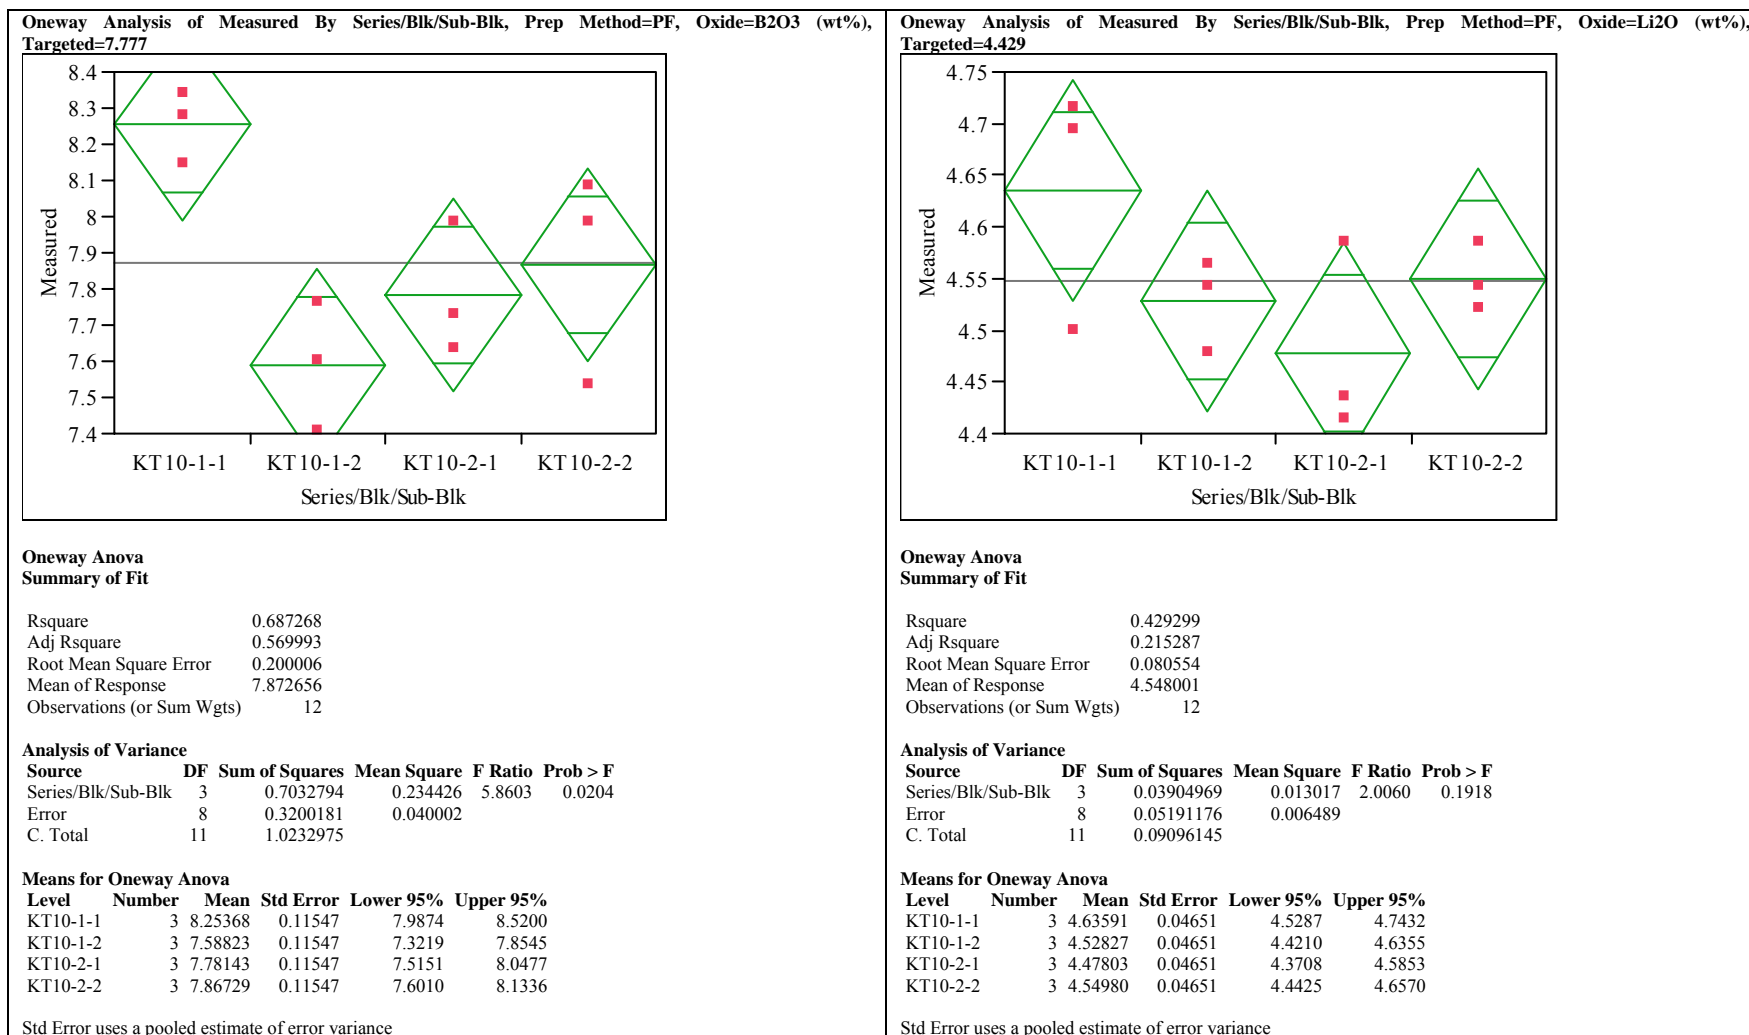 Oneway Analysis of Measured By Series/Blk/Sub-Blk, Prep Method=PF, Oxide=B2O3 (wt%),
Targeted=7.777
8.4
8.3
8.2
8.1
8
7.9
7.8
7.7
7.6
7.5
7.4
Measured
KT10-1-1 KT10-1-2 KT10-2-1 KT10-2-2
Series/Blk/Sub-Blk
Oneway Anova
Summary of Fit
Rsquare 0.687268
Adj Rsquare 0.569993
Root Mean Square Error 0.200006
Mean of Response 7.872656
Observations (or Sum Wgts) 12
Analysis of Variance
Source DF Sum of Squares Mean Square F Ratio Prob > F
Series/Blk/Sub-Blk 3 0.7032794 0.234426 5.8603 0.0204
Error 8 0.3200181 0.040002
C. Total 11 1.0232975
Means for Oneway Anova
Level Number Mean Std Error Lower 95% Upper 95%
KT10-1-1 3 8.25368 0.11547 7.9874 8.5200
KT10-1-2 3 7.58823 0.11547 7.3219 7.8545
KT10-2-1 3 7.78143 0.11547 7.5151 8.0477
KT10-2-2 3 7.86729 0.11547 7.6010 8.1336
Std Error uses a pooled estimate of error variance
Oneway Analysis of Measured By Series/Blk/Sub-Blk, Prep Method=PF, Oxide=Li2O (wt%),
Targeted=4.429
4.75
4.7
4.65
4.6
4.55
4.5
4.45
4.4
Measured
KT10-1-1 KT10-1-2 KT10-2-1 KT10-2-2
Series/Blk/Sub-Blk
Oneway Anova
Summary of Fit
Rsquare 0.429299
Adj Rsquare 0.215287
Root Mean Square Error 0.080554
Mean of Response 4.548001
Observations (or Sum Wgts) 12
Analysis of Variance
Source DF Sum of Squares Mean Square F Ratio Prob > F
Series/Blk/Sub-Blk 3 0.03904969 0.013017 2.0060 0.1918
Error 8 0.05191176 0.006489
C. Total 11 0.09096145
Means for Oneway Anova
Level Number Mean Std Error Lower 95% Upper 95%
KT10-1-1 3 4.63591 0.04651 4.5287 4.7432
KT10-1-2 3 4.52827 0.04651 4.4210 4.6355
KT10-2-1 3 4.47803 0.04651 4.3708 4.5853
KT10-2-2 3 4.54980 0.04651 4.4425 4.6570
Std Error uses a pooled estimate of error variance